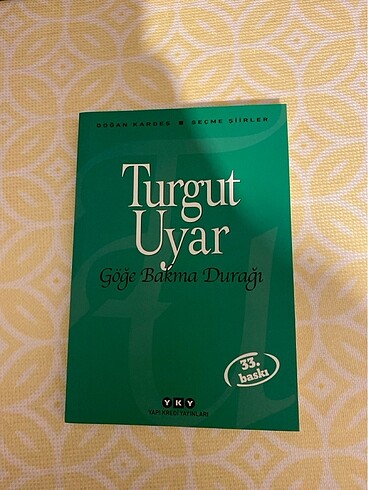 DOĞAN KARDEŞ ■ SEÇME ŞİİRLER
Turgut
Uyar
Göğe Bakma Durağı
33.
baskı
YKY
YAPI KREDİ YAYINLARI